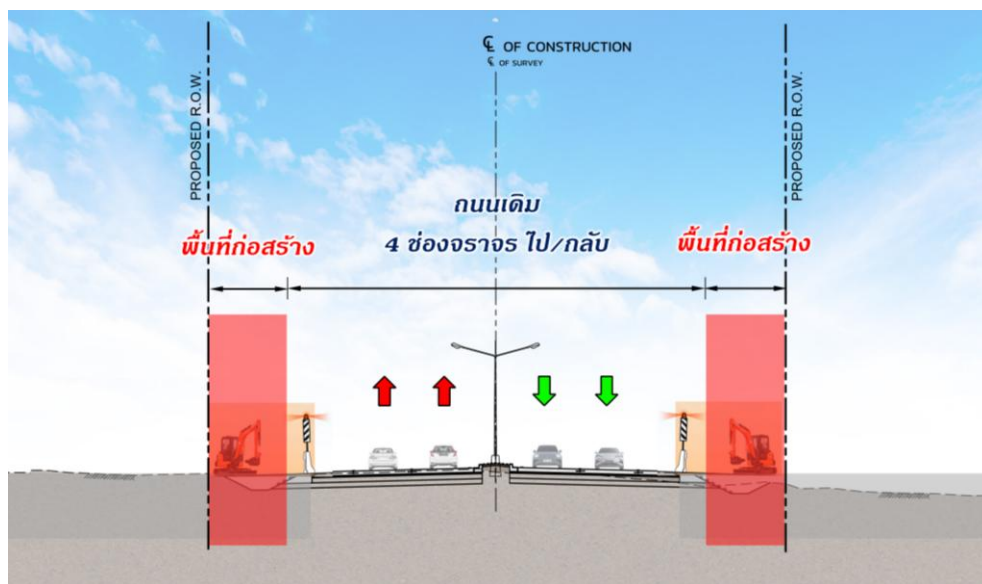 ℄ OF CONSTRUCTION
℄ OF SURVEY
PROPOSED R.O.W.
PROPOSED R.O.W.
ถนนเดิม
4 ช่องจราจร ไป/กลับ
พื้นที่ก่อสร้าง
พื้นที่ก่อสร้าง